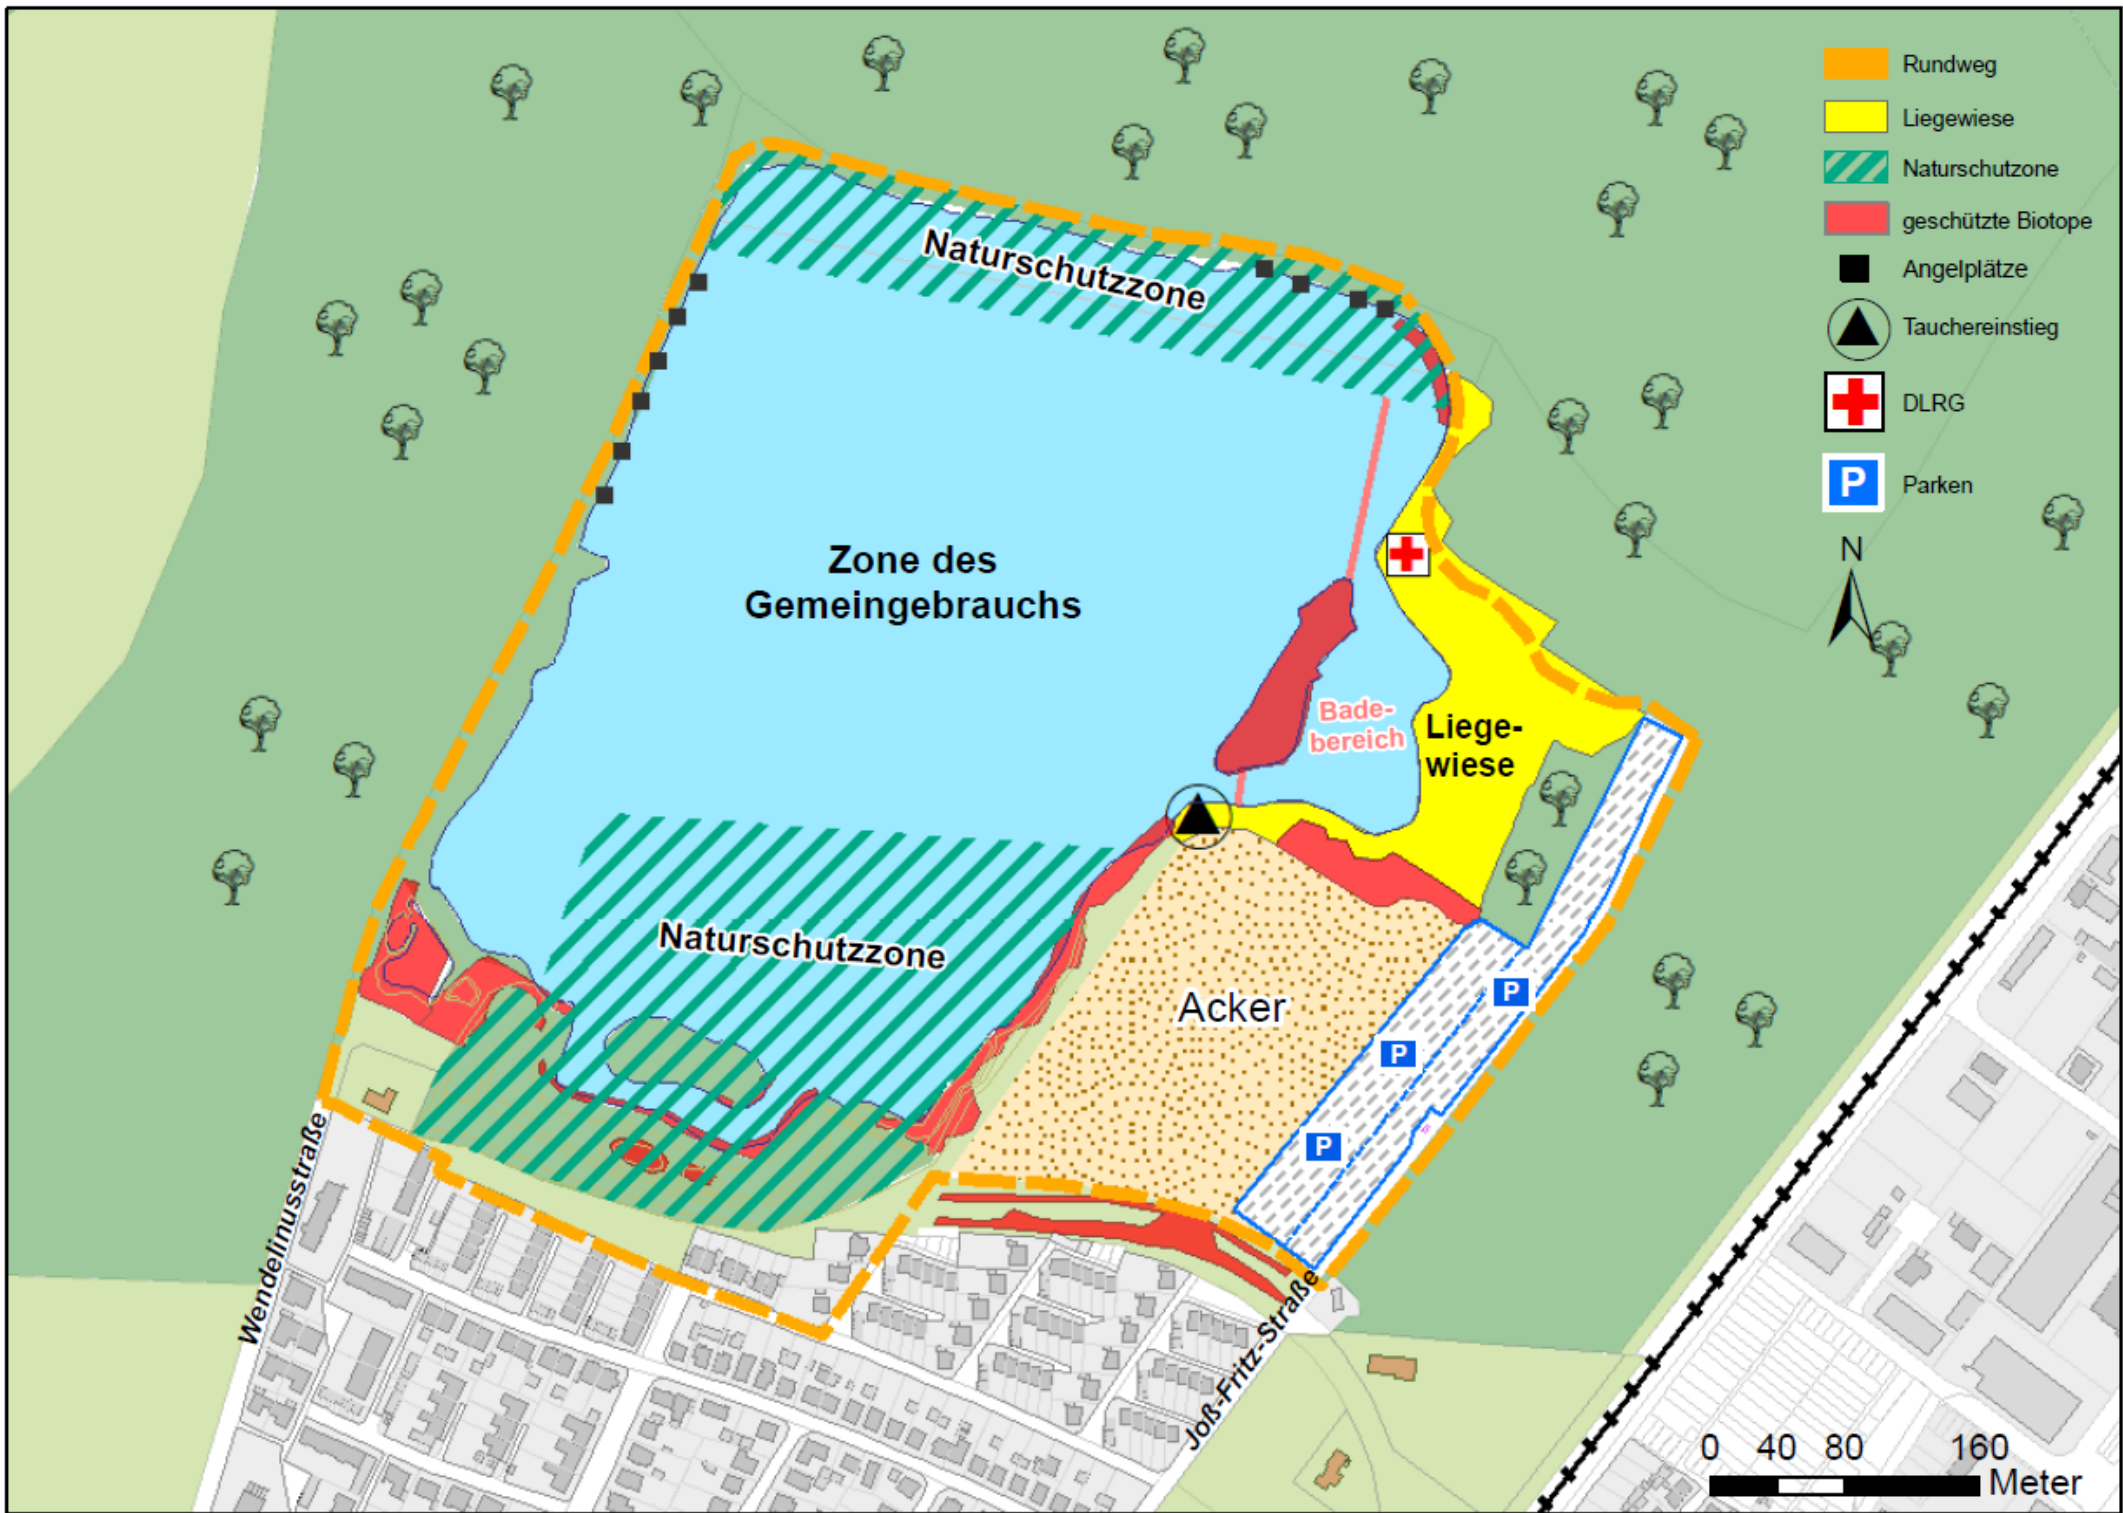 Rundweg
Liegewiese
Naturschutzone
geschützte Biotope
Angelplätze
Tauchereinstieg
DLRG
P Parken
N
Naturschutzzone
Zone des
Gemeingebrauchs
Bade-
bereich
Liege-
wiese
Naturschutzzone
Acker
P
P
P
Wendelinusstraße
Joß-Fritz-Straße
0 40 80 160
Meter